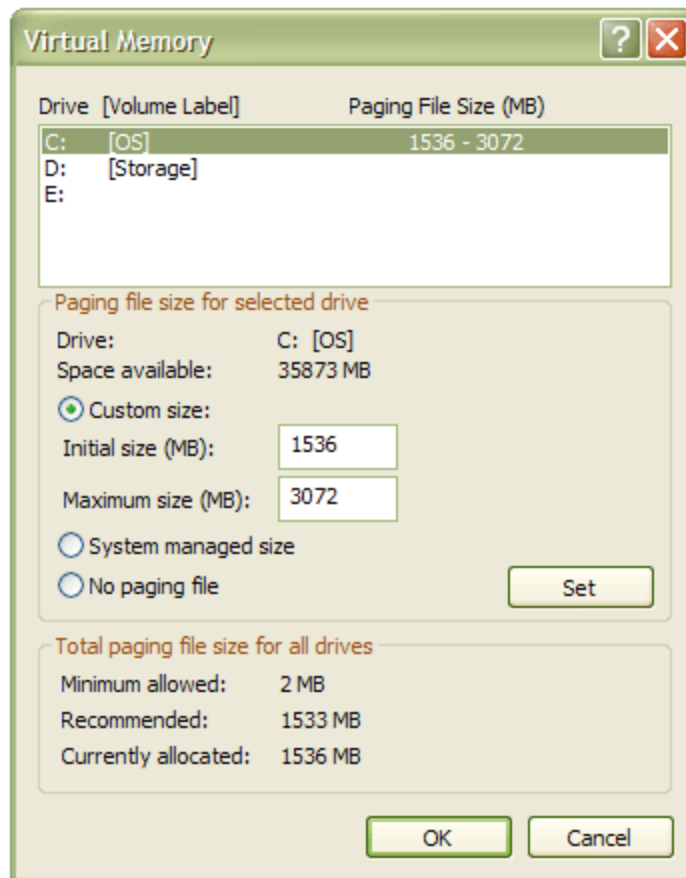 Virtual Memory
Drive [Volume Label] Paging File Size (MB)
C: [OS] 1536 - 3072
D: [Storage]
E:
Paging file size for selected drive
Drive: C: [OS]
Space available: 35873 MB
Custom size:
Initial size (MB): 1536
Maximum size (MB): 3072
System managed size
No paging file Set
Total paging file size for all drives
Minimum allowed: 2 MB
Recommended: 1533 MB
Currently allocated: 1536 MB
OK Cancel